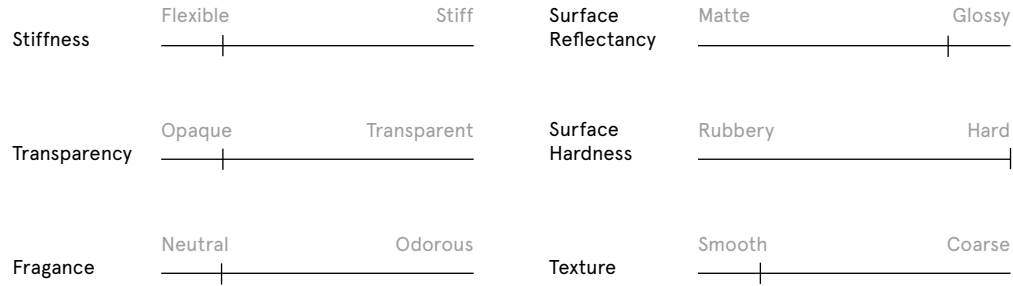 Flexible Stiff
Stiffness
Opaque Transparent
Transparency
Neutral Odorous
Fragance
Surface Matte Glossy
Reflectancy
Surface Rubbery Hard
Hardness
Smooth Coarse
Texture